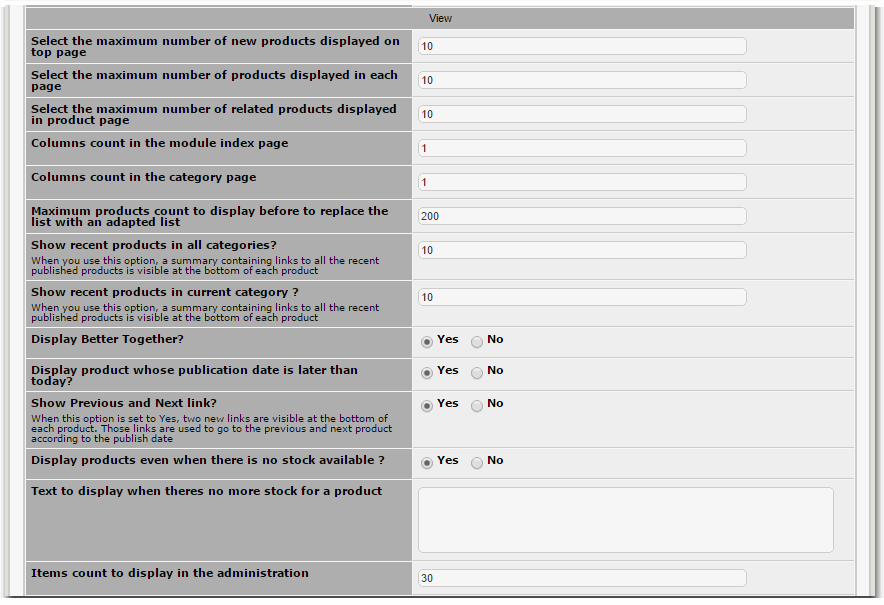 View
Select the maximum number of new products displayed on
top page
10
Select the maximum number of products displayed in each
page
10
Select the maximum number of related products displayed
in product page
10
Columns count in the module index page
1
Columns count in the category page
1
Maximum products count to display before to replace the
list with an adapted list
200
Show recent products in all categories?
When you use this option, a summary containing links to all the recent
published products is visible at the bottom of each product
10
Show recent products in current category ?
When you use this option, a summary containing links to all the recent
published products is visible at the bottom of each product
10
Display Better Together?
Yes No
Display product whose publication date is later than
today?
Yes No
Show Previous and Next link?
When this option is set to Yes, two new links are visible at the bottom of
each product. Those links are used to go to the previous and next product
according to the publish date
Yes No
Display products even when there is no stock available ?
Yes No
Text to display when theres no more stock for a product
Items count to display in the administration
30